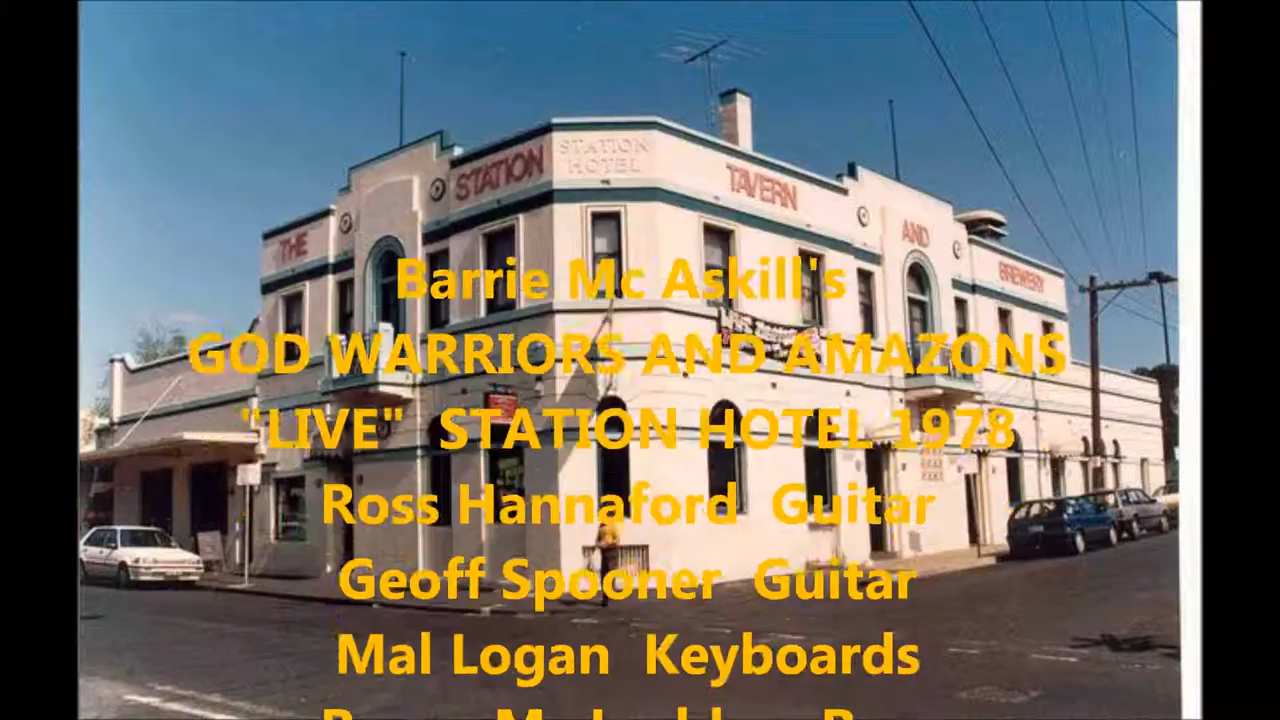 THE STATION STATION HOTEL TAVERN AND BREWERY
Barrie Mc Askill's
GOD WARRIORS AND AMAZONS
"LIVE" STATION HOTEL 1978
Ross Hannaford Guitar
Geoff Spooner Guitar
Mal Logan Keyboards